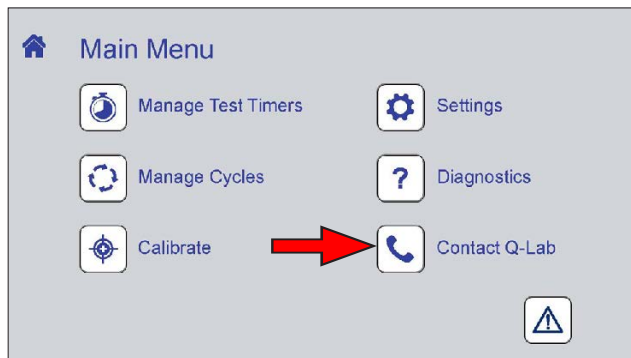 Main Menu
Manage Test Timers
Settings
Manage Cycles
?
Diagnostics
Calibrate
Contact Q-Lab